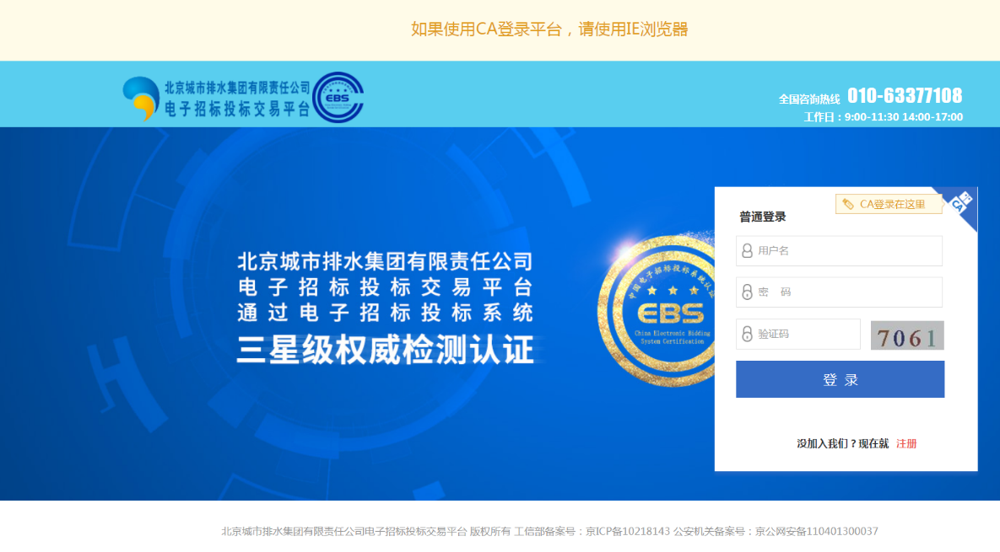 如果使用CA登录平台，请使用IE浏览器
北京城市排水集团有限责任公司
电子招标投标交易平台
EBS
全国咨询热线 010-63377108
工作日：9:00-11:30 14:00-17:00
北京城市排水集团有限责任公司
电子招标投标交易平台
通过电子招标投标系统
三星级权威检测认证
中国电子招标投标系统认证
EBS
China Electronic Bidding
System Certification
CA登录在这里
CA
普通登录
用户名
密 码
验证码
7061
登 录
没加入我们？现在就 注册
北京城市排水集团有限责任公司电子招标投标交易平台 版权所有 工信部备案号：京ICP备10218143 公安机关备案号：京公网安备110401300037